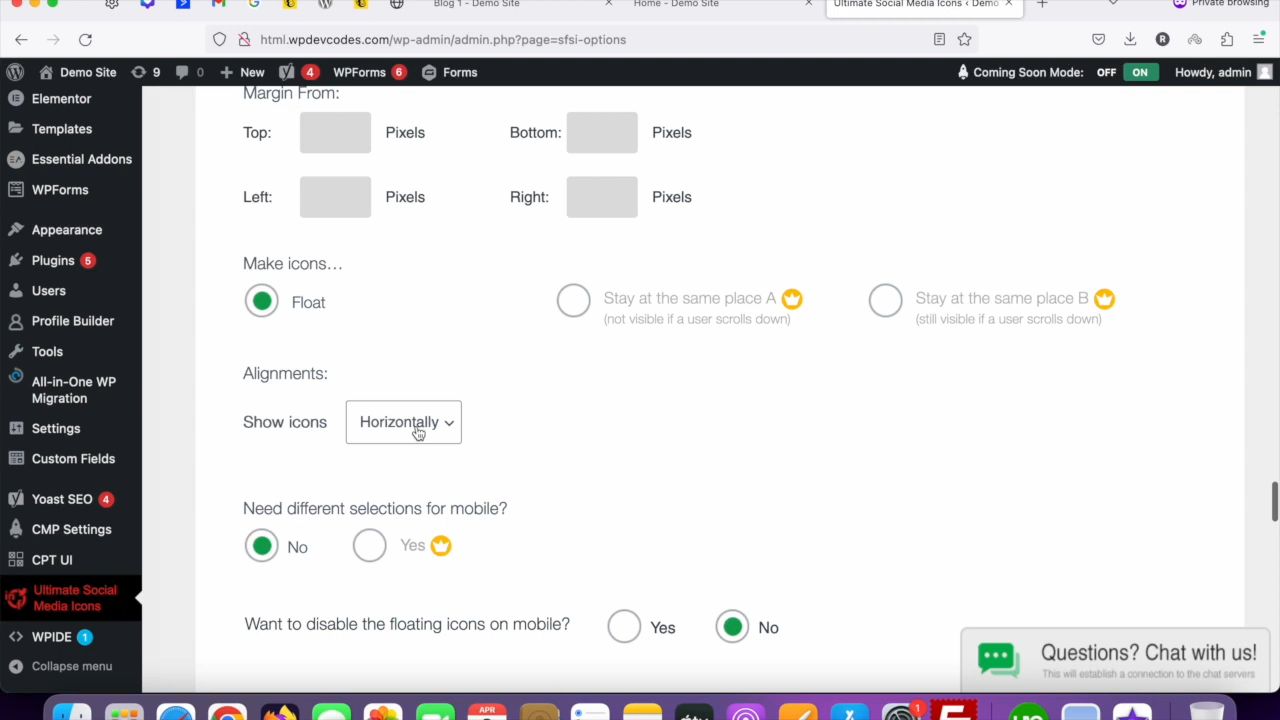 Blog 1 - Demo Site
Home - Demo Site
Ultimate Social Media Icons ‹ Demo
Private browsing
html.wpdevcodes.com/wp-admin/admin.php?page=sfsi-options
Demo Site
9
0
New
4
WPForms 6
Forms
Coming Soon Mode:
OFF
ON
Howdy, admin
Elementor
Templates
Essential Addons
WPForms
Appearance
Plugins 5
Users
Profile Builder
Tools
All-in-One WP
Migration
Settings
Custom Fields
Yoast SEO 4
CMP Settings
CPT UI
Ultimate Social
Media Icons
WPIDE 1
Collapse menu
Margin From:
Top: Pixels Bottom: Pixels
Left: Pixels Right: Pixels
Make icons…
Float
Stay at the same place A
(not visible if a user scrolls down)
Stay at the same place B
(still visible if a user scrolls down)
Alignments:
Show icons Horizontally
Need different selections for mobile?
No Yes
Want to disable the floating icons on mobile? Yes No
Questions? Chat with us!
This will establish a connection to the chat servers
APR
1